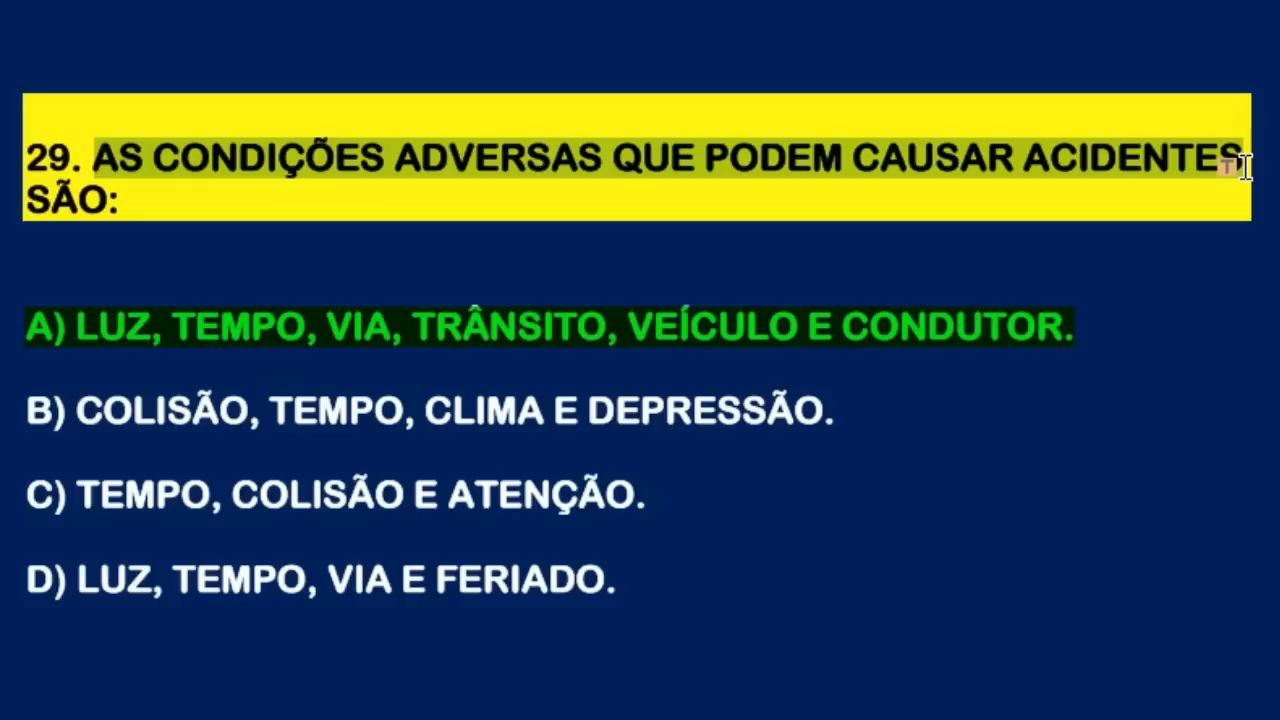 29. AS CONDIÇÕES ADVERSAS QUE PODEM CAUSAR ACIDENTES
SÃO:
A) LUZ, TEMPO, VIA, TRÂNSITO, VEÍCULO E CONDUTOR.
B) COLISÃO, TEMPO, CLIMA E DEPRESSÃO.
C) TEMPO, COLISÃO E ATENÇÃO.
D) LUZ, TEMPO, VIA E FERIADO.